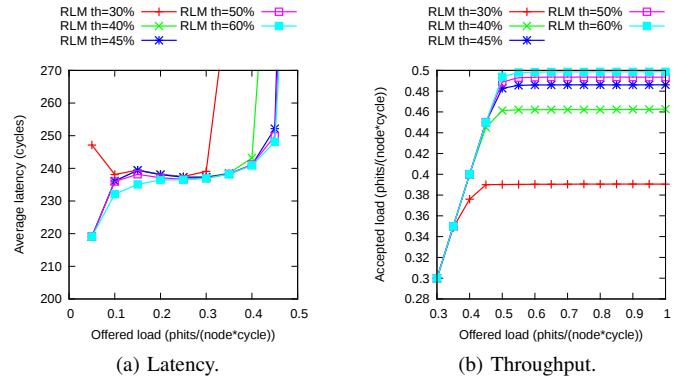 RLM th=30% RLM th=50%
RLM th=40% RLM th=60%
RLM th=45%
270
260
250
240
230
220
210
200
Average latency (cycles)
0 0.1 0.2 0.3 0.4 0.5
Offered load (phits/(node*cycle))
(a) Latency.
RLM th=30% RLM th=50%
RLM th=40% RLM th=60%
RLM th=45%
0.5
0.48
0.46
0.44
0.42
0.4
0.38
0.36
0.34
0.32
0.3
0.28
Accepted load (phits/(node*cycle))
0.3 0.4 0.5 0.6 0.7 0.8 0.9 1
Offered load (phits/(node*cycle))
(b) Throughput.